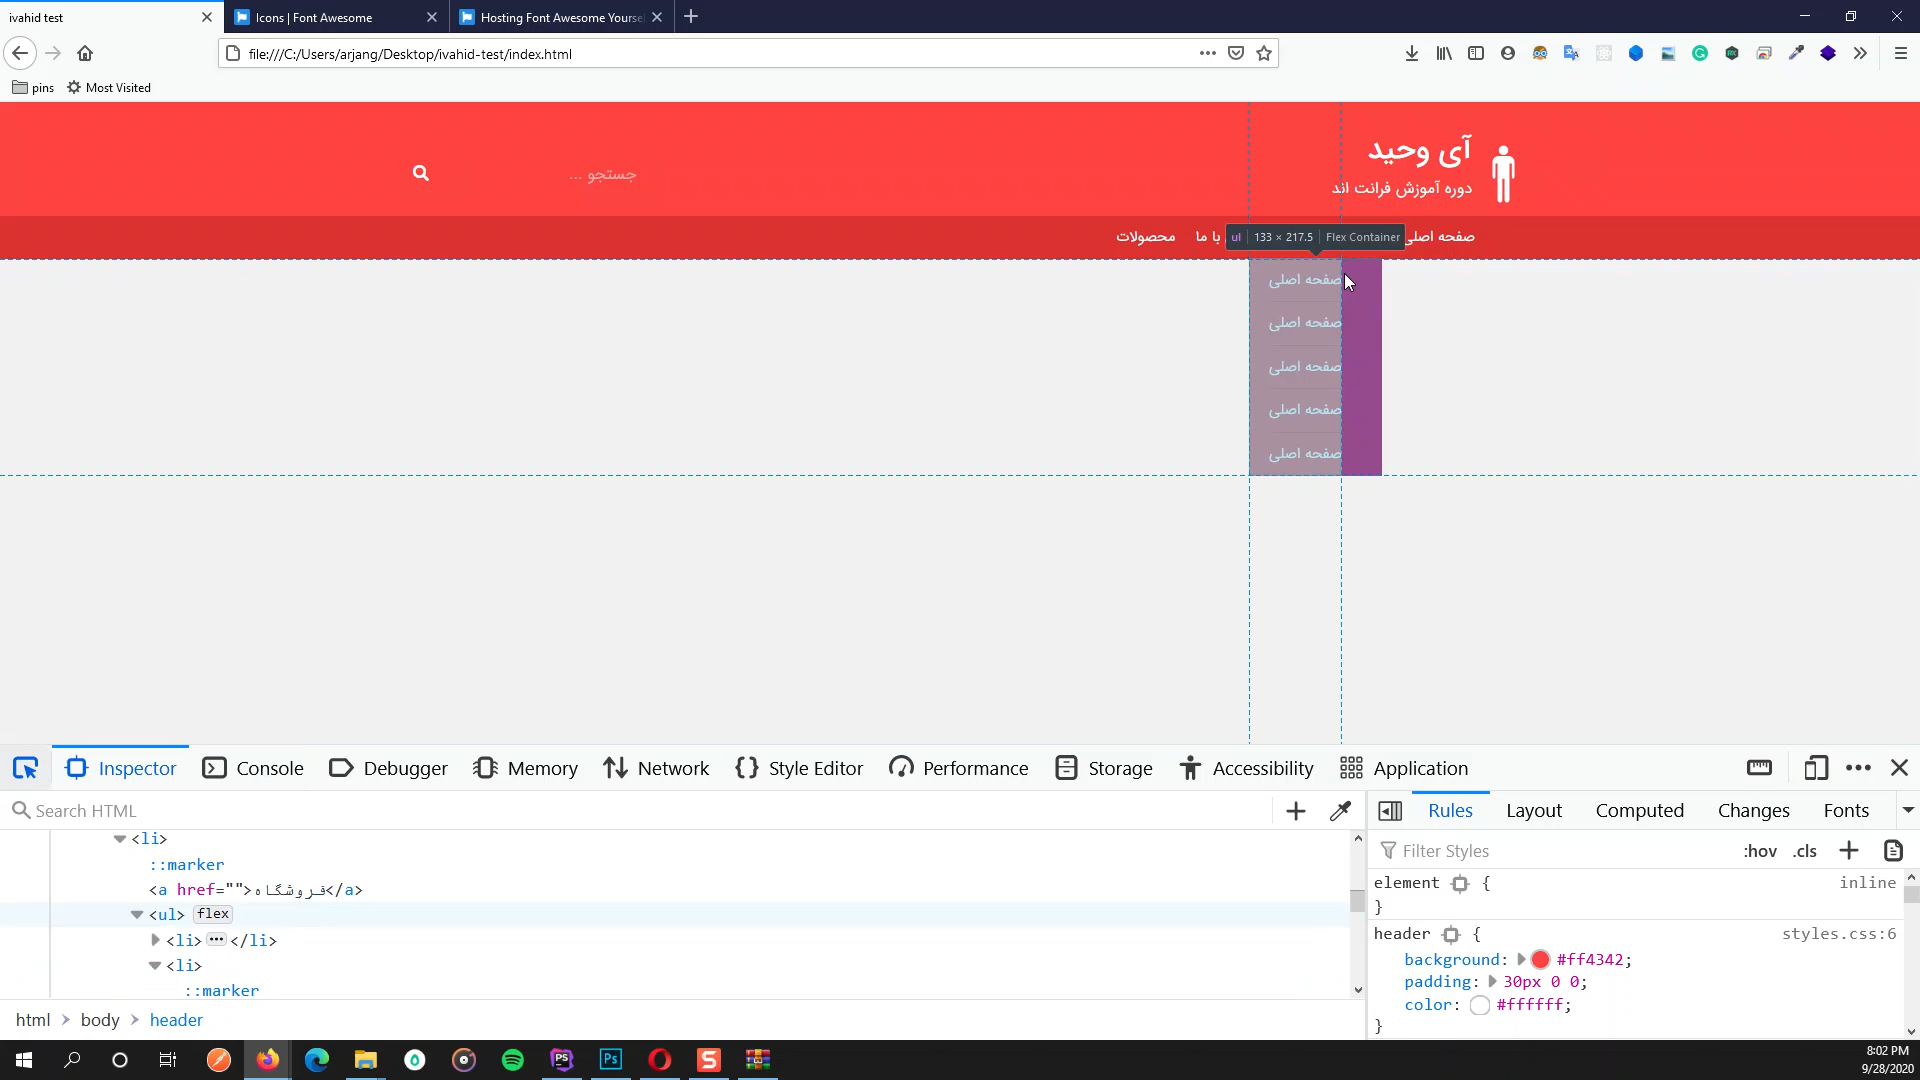 ivahid test
Icons | Font Awesome
Hosting Font Awesome Yourse
file:///C:/Users/arjang/Desktop/ivahid-test/index.html
pins
Most Visited
آی وحید
دوره آموزش فرانت اند
جستجو ...
صفحه اصلی
با ما
محصولات
ul 133 × 217.5 Flex Container
صفحه اصلی
صفحه اصلی
صفحه اصلی
صفحه اصلی
صفحه اصلی
Inspector
Console
Debugger
Memory
Network
Style Editor
Performance
Storage
Accessibility
Application
Search HTML
Rules
Layout
Computed
Changes
Fonts
Filter Styles
:hov
.cls
<li>
::marker
<a href="">فروشگاه</a>
<ul> flex
<li> ••• </li>
<li>
::marker
element {
inline
}
header {
styles.css:6
background: #ff4342;
padding: 30px 0 0;
color: #ffffff;
}
html
body
header
PS
Ps
S
8:02 PM
9/28/2020